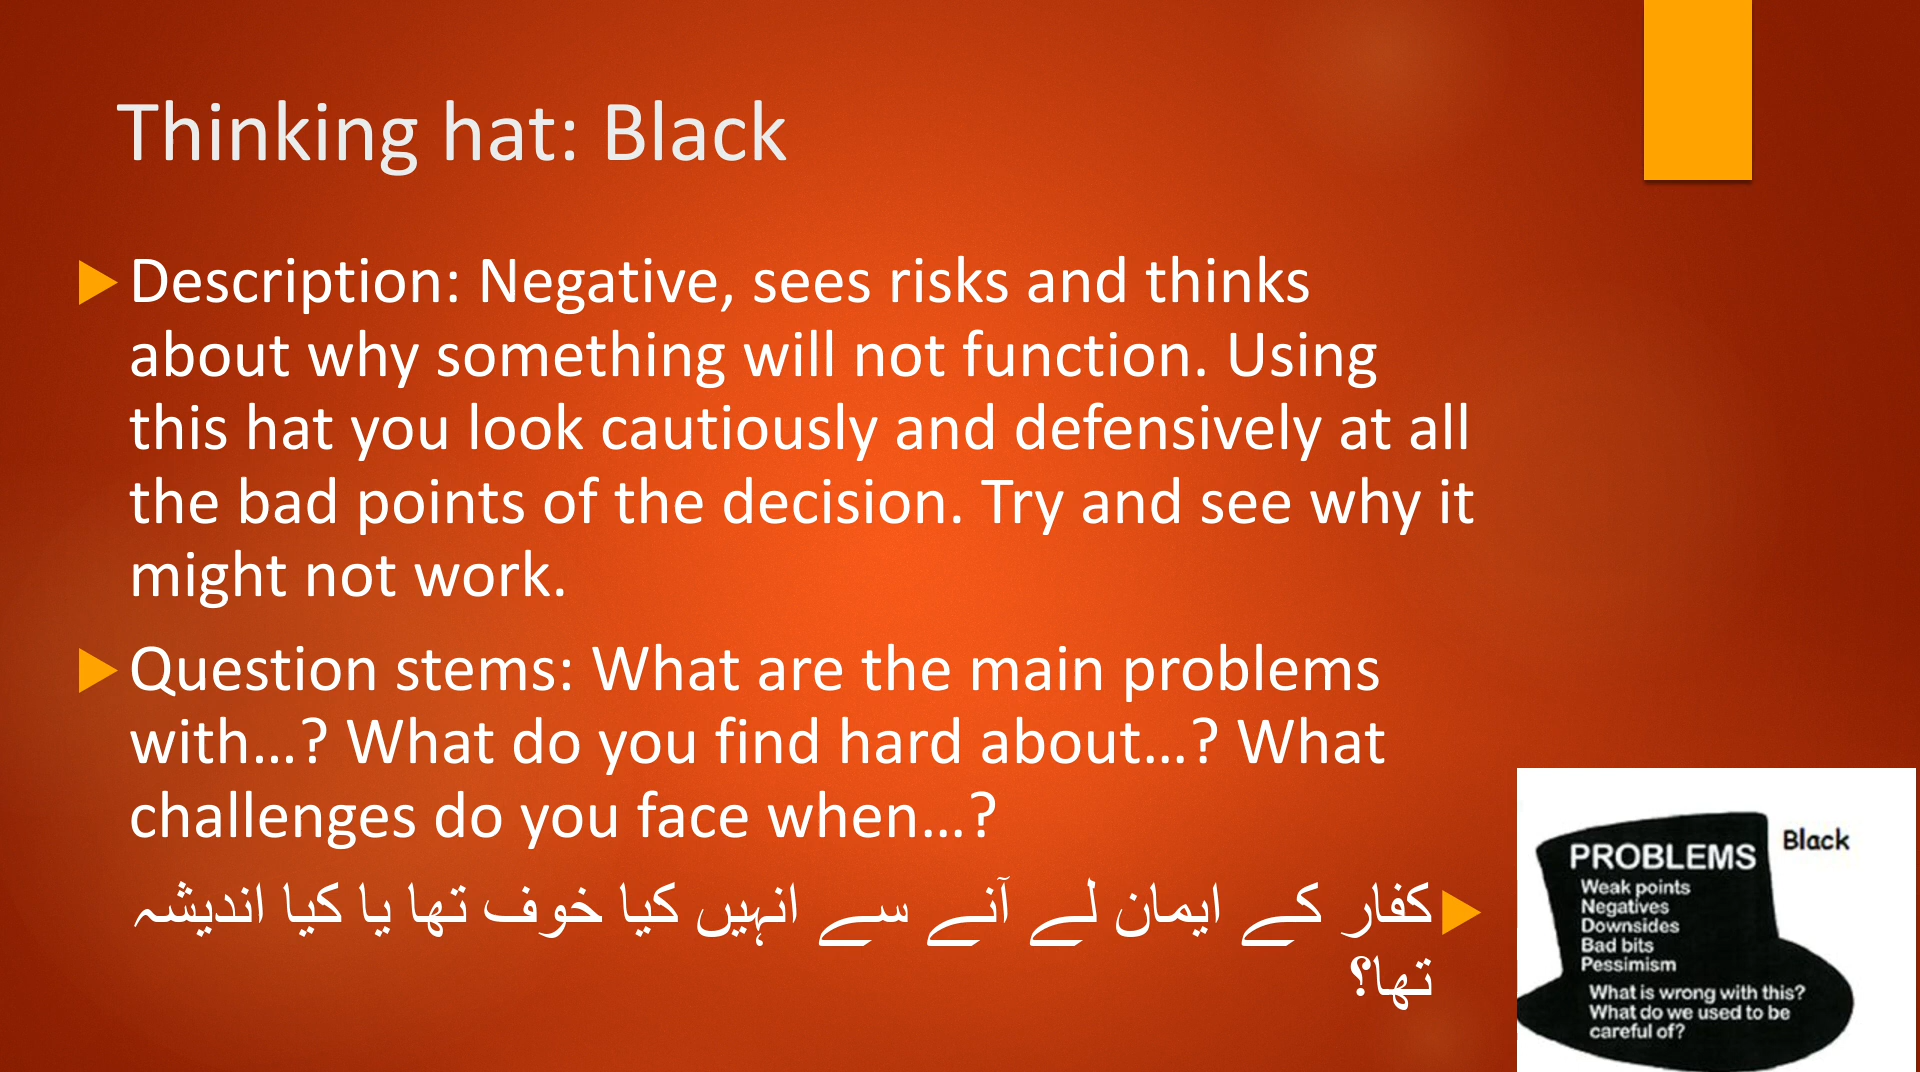 Thinking hat: Black
Description: Negative, sees risks and thinks
about why something will not function. Using
this hat you look cautiously and defensively at all
the bad points of the decision. Try and see why it
might not work.
Question stems: What are the main problems
with…? What do you find hard about…? What
challenges do you face when…?
کفار کے ایمان لے آنے سے انہیں کیا خوف تھا یا کیا اندیشہ
تھا؟
Black
PROBLEMS
Weak points
Negatives
Downsides
Bad bits
Pessimism
What is wrong with this?
What do we used to be
careful of?